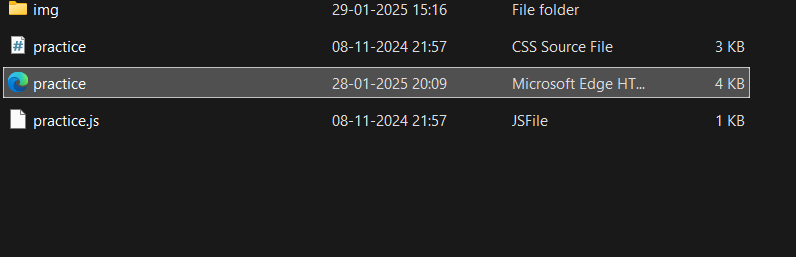 img 29-01-2025 15:16 File folder
practice 08-11-2024 21:57 CSS Source File 3 KB
practice 28-01-2025 20:09 Microsoft Edge HT... 4 KB
practice.js 08-11-2024 21:57 JSFile 1 KB